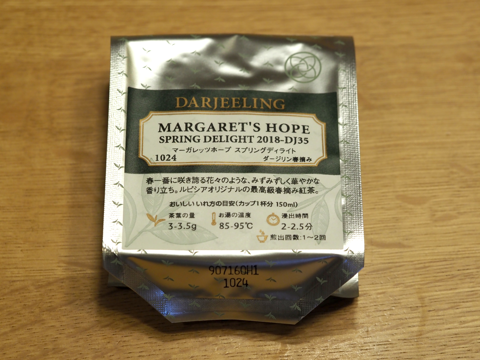 DARJEELING
MARGARET'S HOPE
SPRING DELIGHT 2018-DJ35
マーガレッツホープ スプリングディライト
1024 ダージリン春摘み
春一番に咲き誇る花々のような、みずみずしく華やかな
香り立ち。ルピシアオリジナルの最高級春摘み紅茶。
おいしいいれ方の目安(カップ1杯分 150ml)
茶葉の量 お湯の温度 浸出時間
3-3.5g 85-95℃ 2-2.5分
煎出回数:1~2回
90716GH1
1024